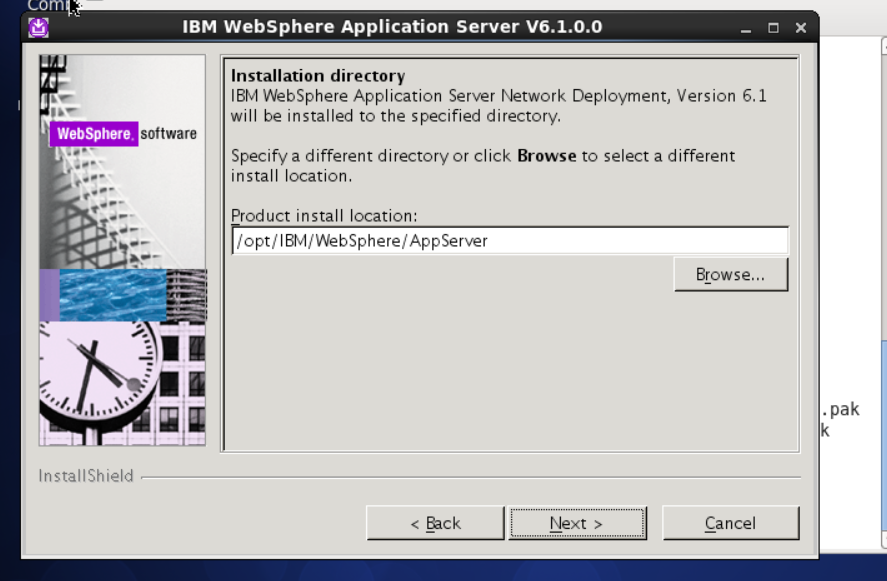 Comp
IBM WebSphere Application Server V6.1.0.0
WebSphere. software
Installation directory
IBM WebSphere Application Server Network Deployment, Version 6.1
will be installed to the specified directory.
Specify a different directory or click Browse to select a different
install location.
Product install location:
/opt/IBM/WebSphere/AppServer
Browse...
.pak
k
InstallShield
< Back
Next >
Cancel